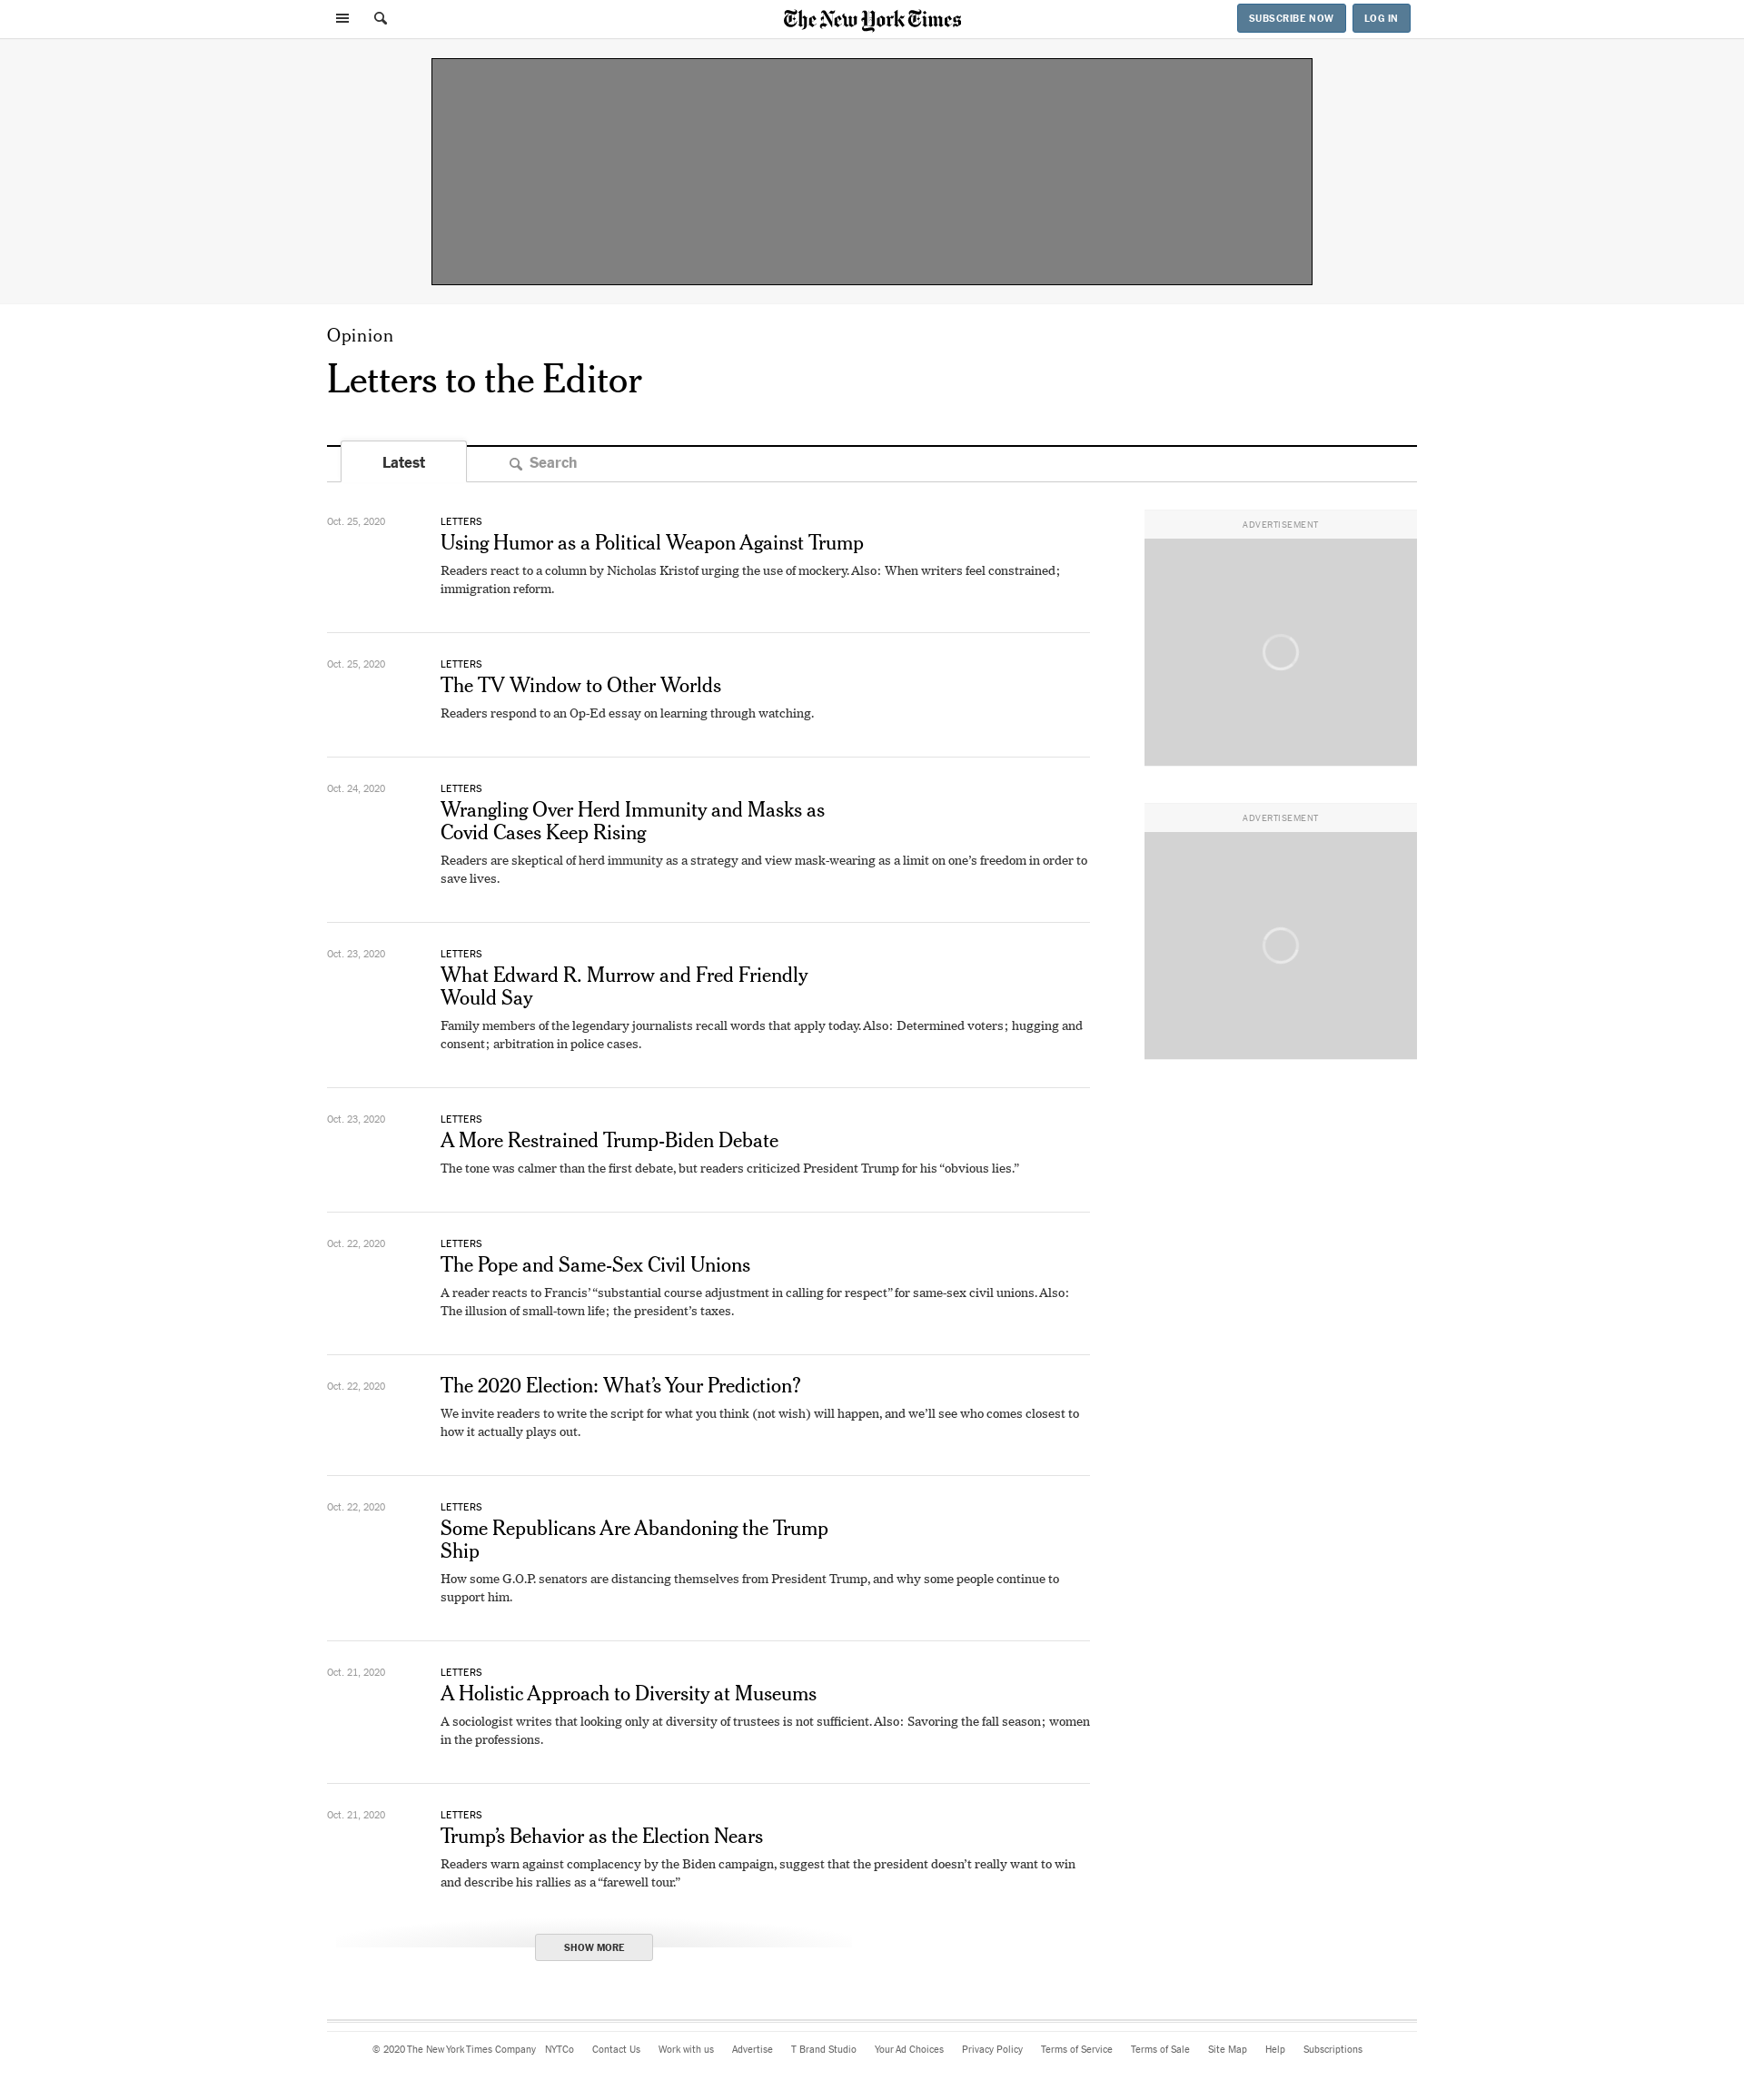 The New York Times
SUBSCRIBE NOW
LOG IN
Opinion
Letters to the Editor
Latest
Search
Oct. 25, 2020
LETTERS
Using Humor as a Political Weapon Against Trump
Readers react to a column by Nicholas Kristof urging the use of mockery. Also: When writers feel constrained;
immigration reform.
Oct. 25, 2020
LETTERS
The TV Window to Other Worlds
Readers respond to an Op-Ed essay on learning through watching.
Oct. 24, 2020
LETTERS
Wrangling Over Herd Immunity and Masks as
Covid Cases Keep Rising
Readers are skeptical of herd immunity as a strategy and view mask-wearing as a limit on one’s freedom in order to
save lives.
Oct. 23, 2020
LETTERS
What Edward R. Murrow and Fred Friendly
Would Say
Family members of the legendary journalists recall words that apply today. Also: Determined voters; hugging and
consent; arbitration in police cases.
Oct. 23, 2020
LETTERS
A More Restrained Trump-Biden Debate
The tone was calmer than the first debate, but readers criticized President Trump for his “obvious lies.”
Oct. 22, 2020
LETTERS
The Pope and Same-Sex Civil Unions
A reader reacts to Francis’ “substantial course adjustment in calling for respect” for same-sex civil unions. Also:
The illusion of small-town life; the president’s taxes.
Oct. 22, 2020
The 2020 Election: What’s Your Prediction?
We invite readers to write the script for what you think (not wish) will happen, and we’ll see who comes closest to
how it actually plays out.
Oct. 22, 2020
LETTERS
Some Republicans Are Abandoning the Trump
Ship
How some G.O.P. senators are distancing themselves from President Trump, and why some people continue to
support him.
Oct. 21, 2020
LETTERS
A Holistic Approach to Diversity at Museums
A sociologist writes that looking only at diversity of trustees is not sufficient. Also: Savoring the fall season; women
in the professions.
Oct. 21, 2020
LETTERS
Trump’s Behavior as the Election Nears
Readers warn against complacency by the Biden campaign, suggest that the president doesn’t really want to win
and describe his rallies as a “farewell tour.”
SHOW MORE
ADVERTISEMENT
ADVERTISEMENT
© 2020 The New York Times Company NYTCo Contact Us Work with us Advertise T Brand Studio Your Ad Choices Privacy Policy Terms of Service Terms of Sale Site Map Help Subscriptions